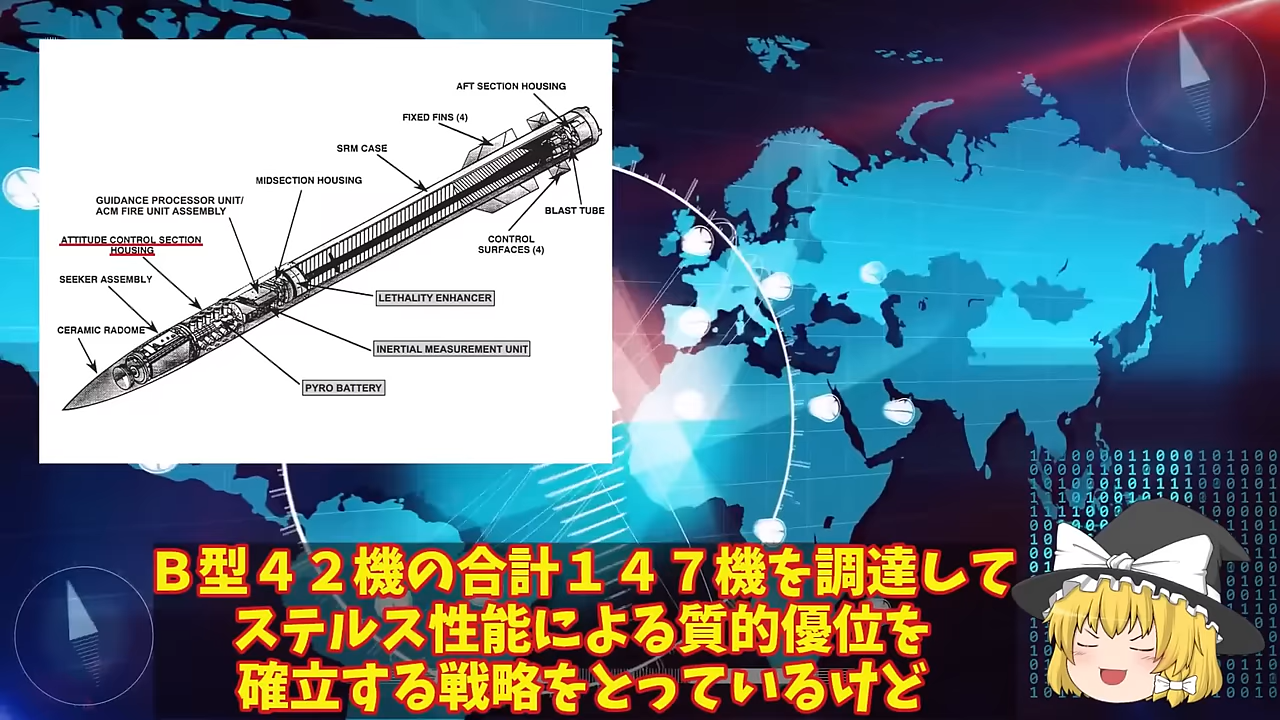 AFT SECTION HOUSING
FIXED FINS (4)
SRM CASE
MIDSECTION HOUSING
GUIDANCE PROCESSOR UNIT/
ACM FIRE UNIT ASSEMBLY
BLAST TUBE
ATTITUDE CONTROL SECTION
HOUSING
CONTROL
SURFACES (4)
SEEKER ASSEMBLY
LETHALITY ENHANCER
CERAMIC RADOME
INERTIAL MEASUREMENT UNIT
PYRO BATTERY
B型42機の合計147機を調達して
ステルス性能による質的優位を
確立する戦略をとっているけど